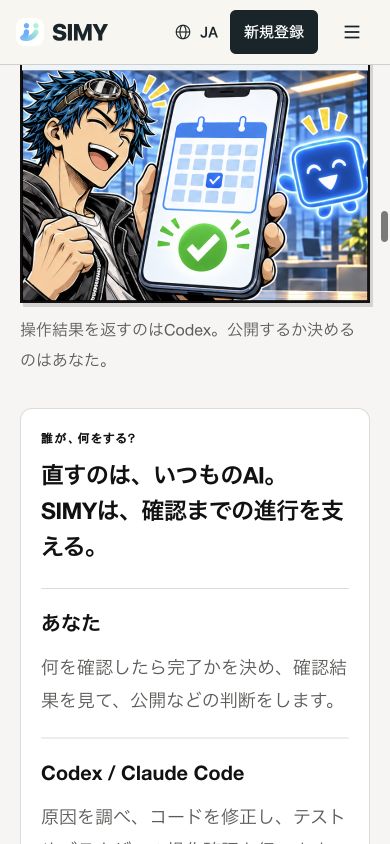 SIMY
JA
新規登録
操作結果を返すのはCodex。公開するか決める
のはあなた。
誰が、何をする?
直すのは、いつものAI。
SIMYは、確認までの進行を支
える。
あなた
何を確認したら完了かを決め、確認結
果を見て、公開などの判断をします。
Codex / Claude Code
原因を調べ、コードを修正し、テスト